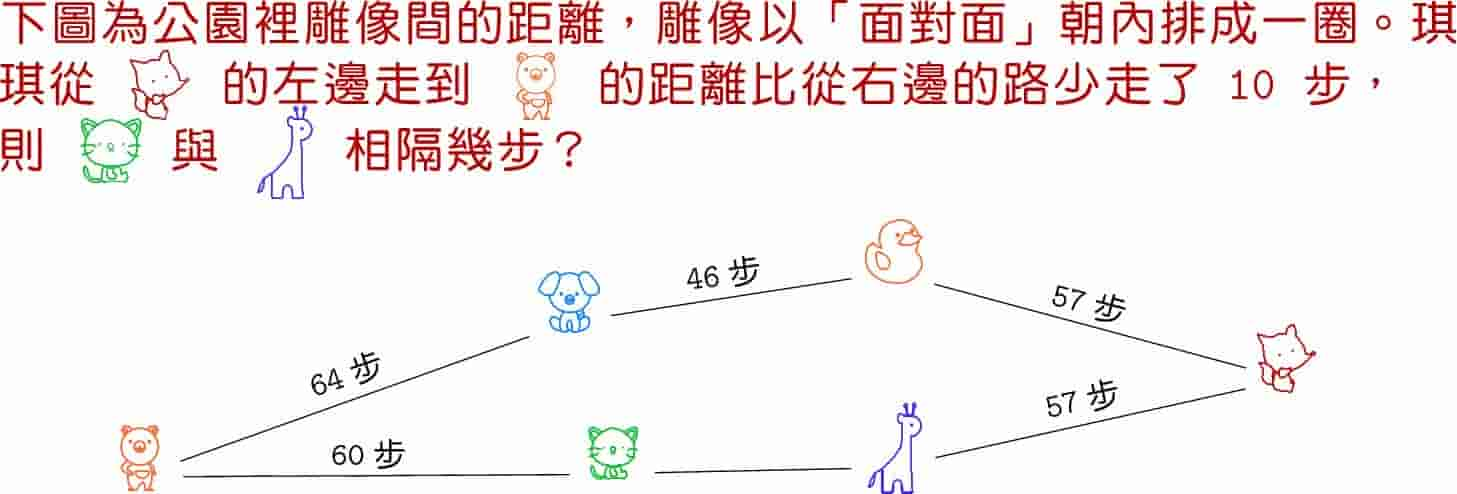 下圖為公園裡雕像間的距離，雕像以「面對面」朝內排成一圈。琪
琪從 的左邊走到 的距離比從右邊的路少走了 10 步，
則 與 相隔幾步？
46 步
57 步
64 步
57 步
60 步